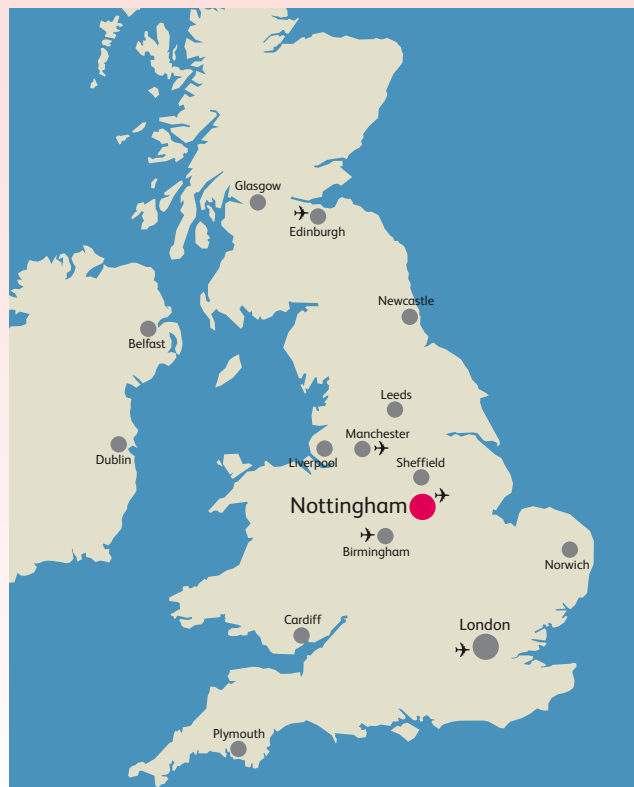 Glasgow
Edinburgh
Newcastle
Belfast
Leeds
Manchester
Dublin
Liverpool
Sheffield
Nottingham
Birmingham
Norwich
Cardiff
London
Plymouth